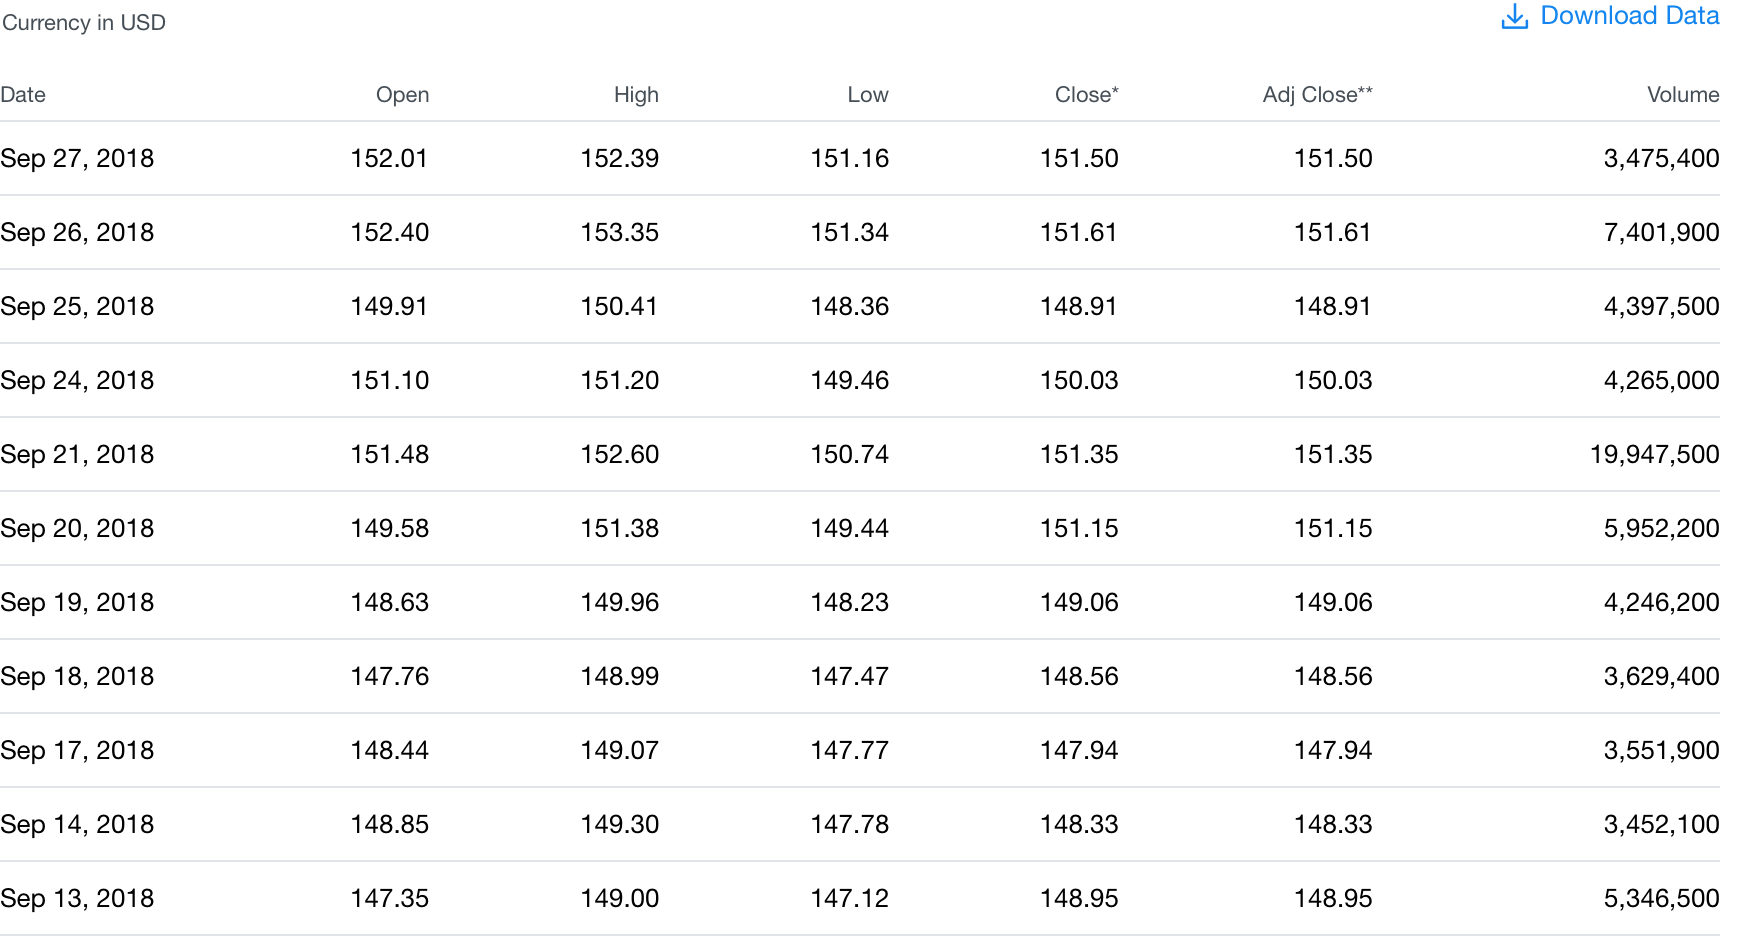 Currency in USD Download Data
Date Open High Low Close* Adj Close** Volume
Sep 27, 2018 152.01 152.39 151.16 151.50 151.50 3,475,400
Sep 26, 2018 152.40 153.35 151.34 151.61 151.61 7,401,900
Sep 25, 2018 149.91 150.41 148.36 148.91 148.91 4,397,500
Sep 24, 2018 151.10 151.20 149.46 150.03 150.03 4,265,000
Sep 21, 2018 151.48 152.60 150.74 151.35 151.35 19,947,500
Sep 20, 2018 149.58 151.38 149.44 151.15 151.15 5,952,200
Sep 19, 2018 148.63 149.96 148.23 149.06 149.06 4,246,200
Sep 18, 2018 147.76 148.99 147.47 148.56 148.56 3,629,400
Sep 17, 2018 148.44 149.07 147.77 147.94 147.94 3,551,900
Sep 14, 2018 148.85 149.30 147.78 148.33 148.33 3,452,100
Sep 13, 2018 147.35 149.00 147.12 148.95 148.95 5,346,500